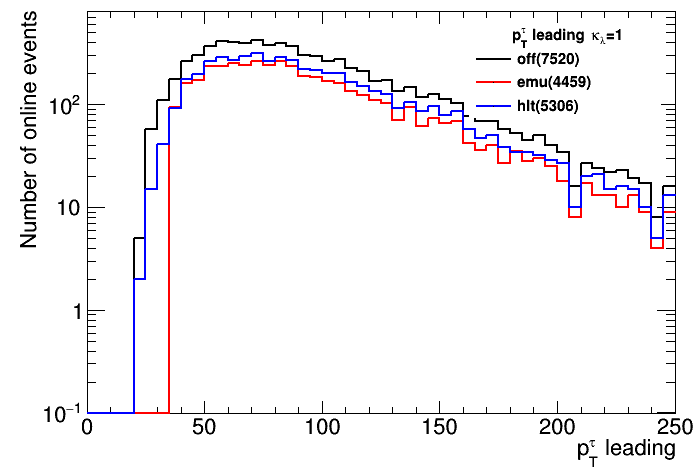 Number of online events
p_T^τ leading κ_λ=1
off(7520)
emu(4459)
hlt(5306)
10^2
10
1
10^−1
0 50 100 150 200 250
p_T^τ leading